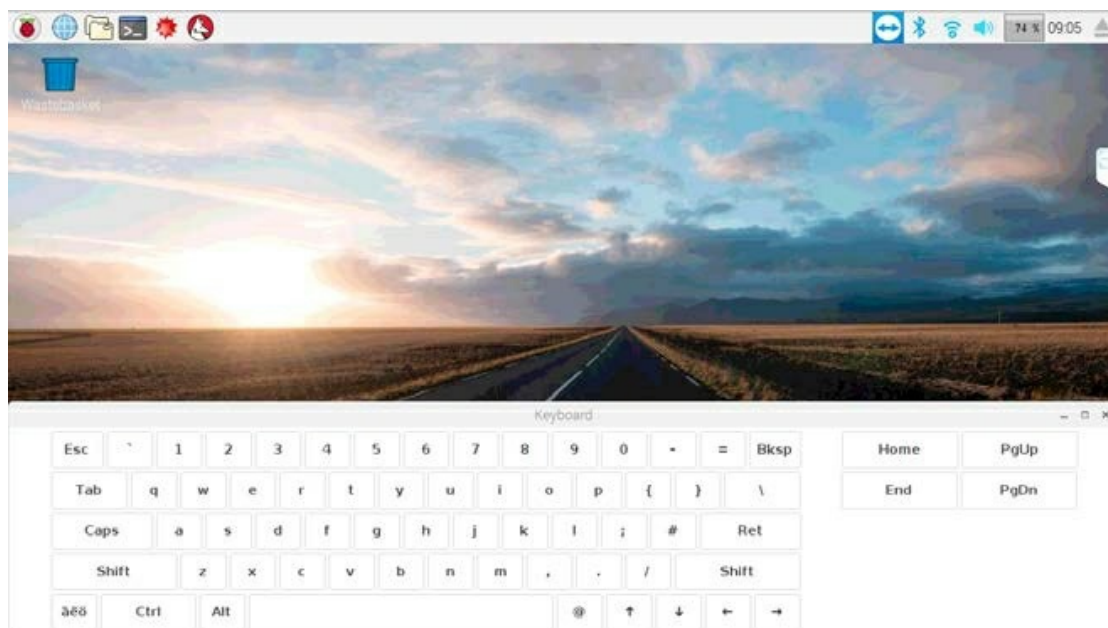 74 % 09:05
Wastebasket
Keyboard
Esc ` 1 2 3 4 5 6 7 8 9 0 - = Bksp Home PgUp
Tab q w e r t y u i o p { } \ End PgDn
Caps a s d f g h j k l ; # Ret
Shift z x c v b n m , . / Shift
äëö Ctrl Alt @ ↑ ↓ ← →